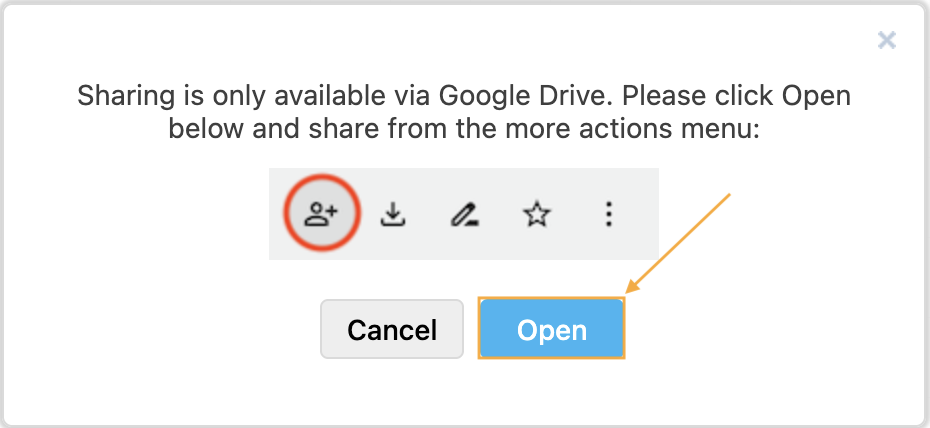 Sharing is only available via Google Drive. Please click Open
below and share from the more actions menu:
Cancel
Open